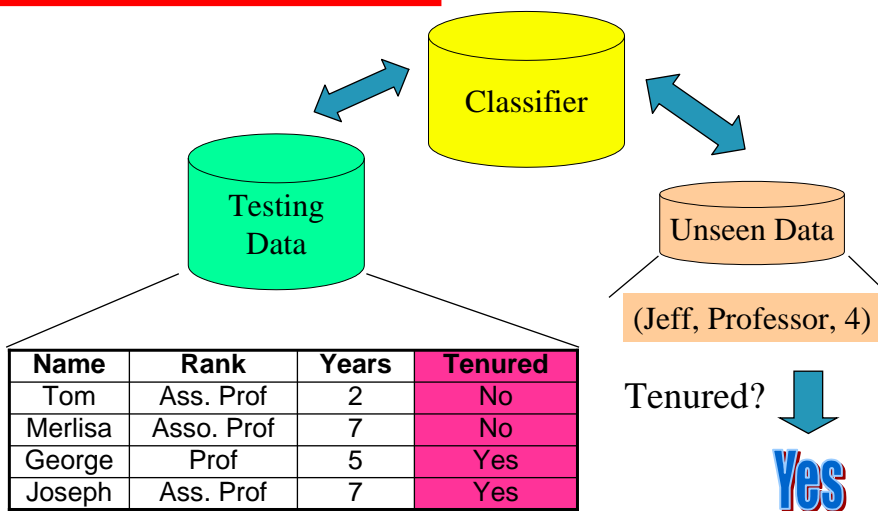 Classifier
Testing
Data
Unseen Data
(Jeff, Professor, 4)
Name Rank Years Tenured
Tom Ass. Prof 2 No
Merlisa Asso. Prof 7 No
George Prof 5 Yes
Joseph Ass. Prof 7 Yes
Tenured?
Yes